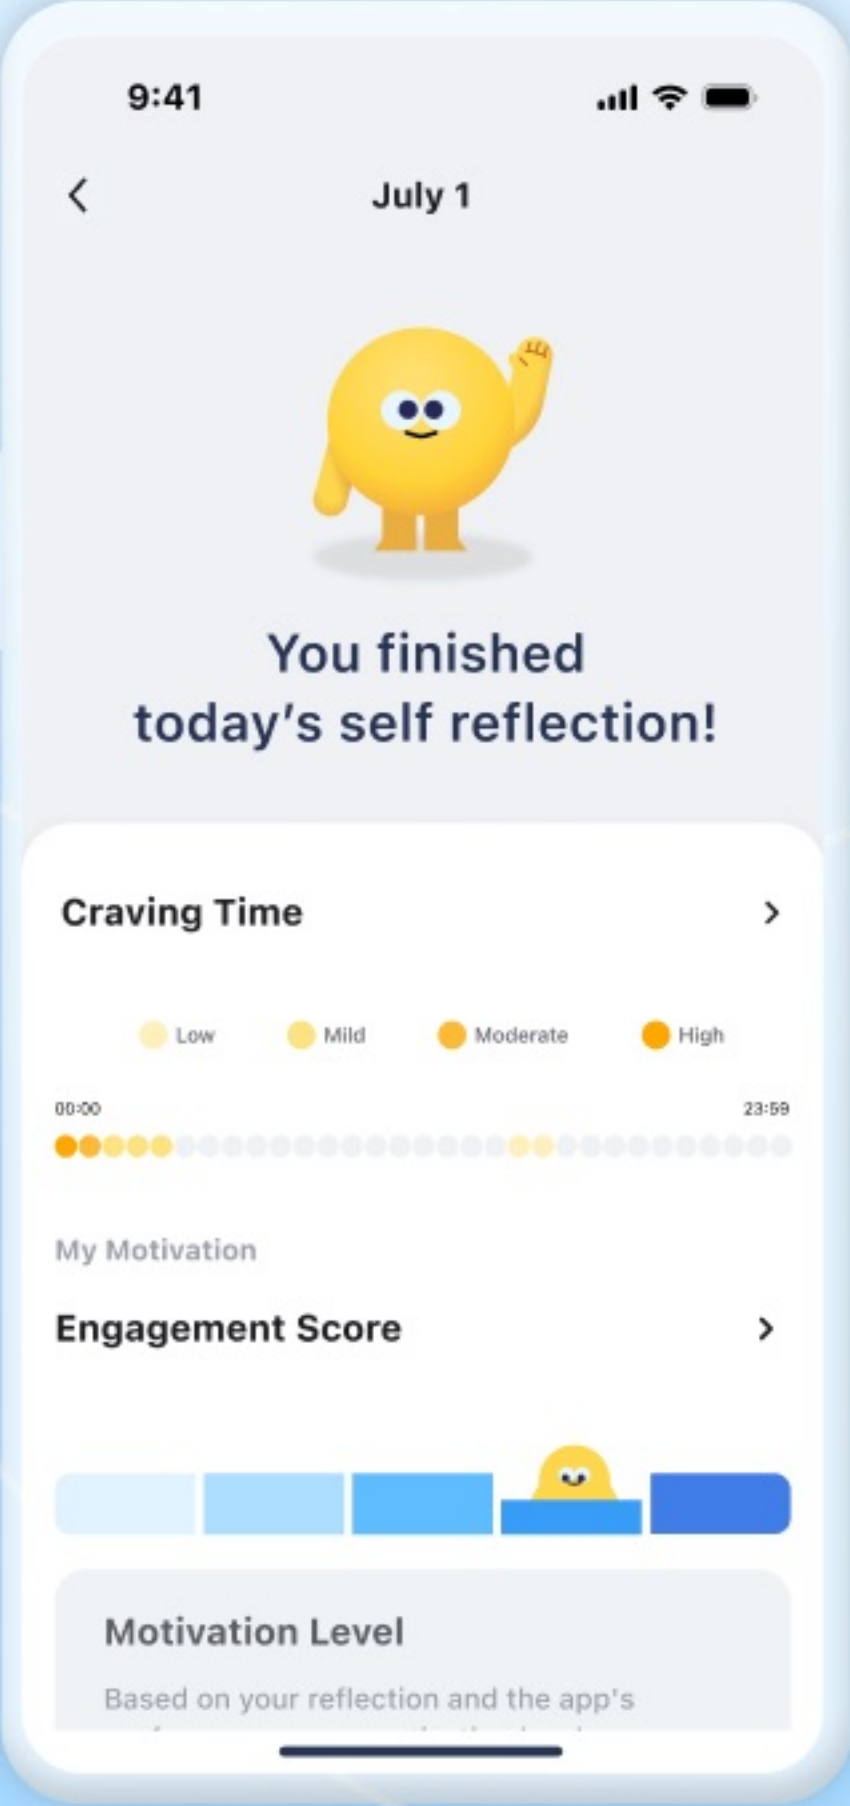 9:41
July 1
You finished
today's self reflection!
Craving Time
Low Mild Moderate High
00:00 23:59
My Motivation
Engagement Score
Motivation Level
Based on your reflection and the app's